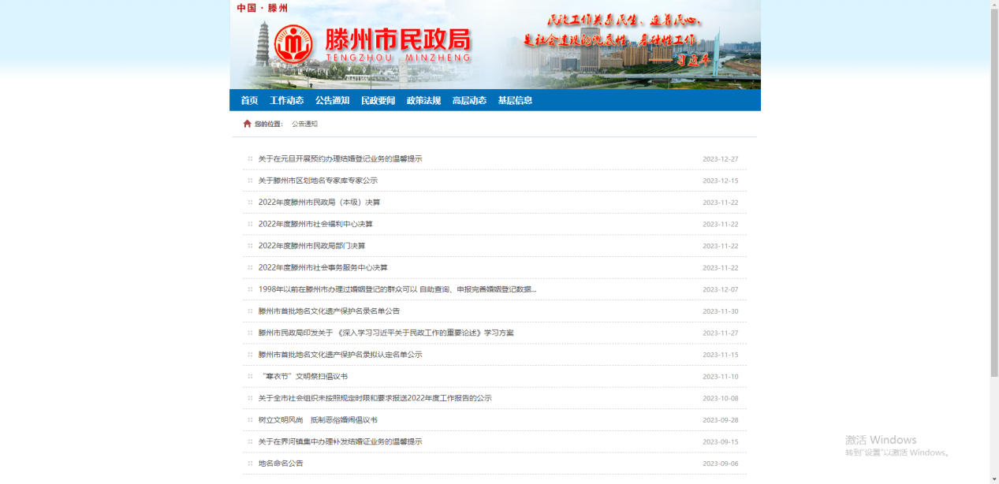 中国 · 滕州
滕州市民政局
TENGZHOU MINZHENG
民政工作关系民生、连着民心，
是社会建设的兜底性、基础性工作。
——习近平
首页 工作动态 公告通知 民政要闻 政策法规 高层动态 基层信息
您的位置： 公告通知
关于在元旦开展预约办理结婚登记业务的温馨提示 2023-12-27
关于滕州市区划地名专家库专家公示 2023-12-15
2022年度滕州市民政局（本级）决算 2023-11-22
2022年度滕州市社会福利中心决算 2023-11-22
2022年度滕州市民政局部门决算 2023-11-22
2022年度滕州市社会事务服务中心决算 2023-11-22
1998年以前在滕州市办理过婚姻登记的群众可以 自助查询、申报完善婚姻登记数据... 2023-12-07
滕州市首批地名文化遗产保护名录名单公告 2023-11-30
滕州市民政局印发关于 《深入学习习近平关于民政工作的重要论述》学习方案 2023-11-27
滕州市首批地名文化遗产保护名录拟认定名单公示 2023-11-15
“寒衣节”文明祭扫倡议书 2023-11-10
关于全市社会组织未按照规定时限和要求报送2022年度工作报告的公示 2023-10-08
树立文明风尚　抵制恶俗婚闹倡议书 2023-09-28
关于在界河镇集中办理补发结婚证业务的温馨提示 2023-09-15
地名命名公告 2023-09-06
激活 Windows
转到"设置"以激活 Windows。